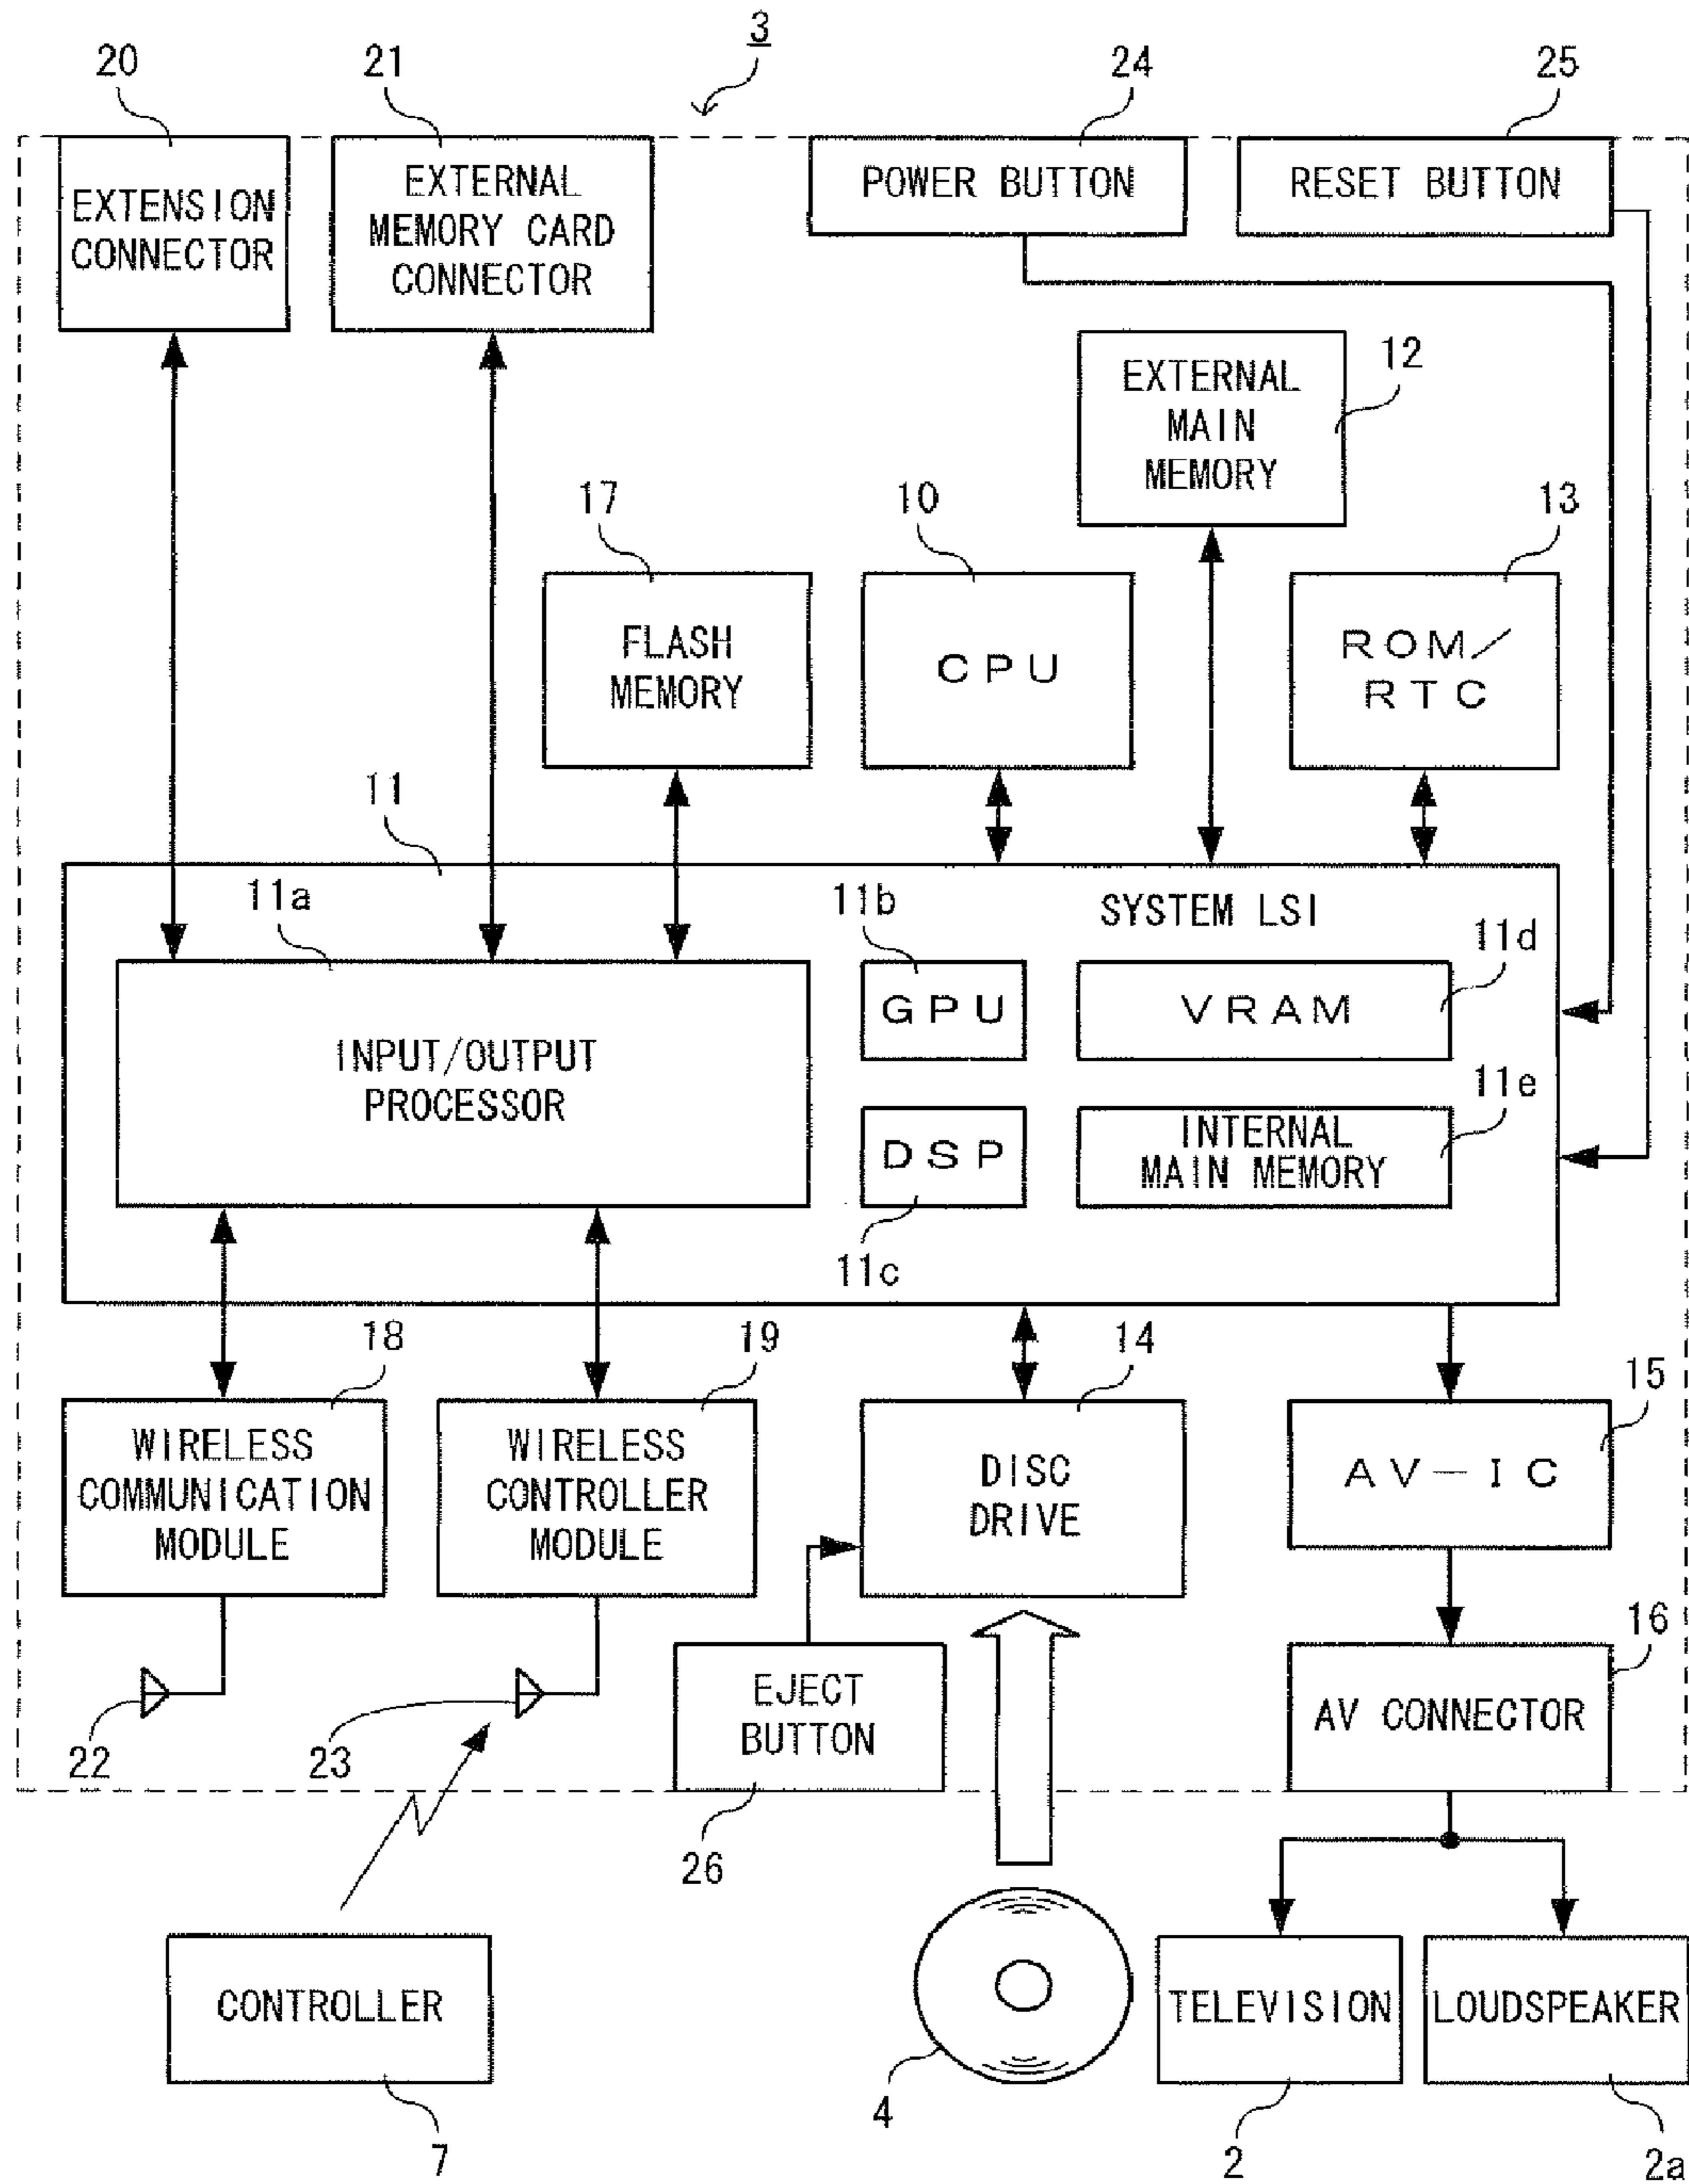 3
20
21
24
25
EXTENSION
CONNECTOR
EXTERNAL
MEMORY CARD
CONNECTOR
POWER BUTTON
RESET BUTTON
12
EXTERNAL
MAIN
MEMORY
17
10
13
FLASH
MEMORY
CPU
ROM/
RTC
11
11a
11b
SYSTEM LSI
11d
INPUT/OUTPUT
PROCESSOR
GPU
VRAM
11e
DSP
INTERNAL
MAIN MEMORY
11c
18
19
14
15
WIRELESS
COMMUNICATION
MODULE
WIRELESS
CONTROLLER
MODULE
DISC
DRIVE
AV-IC
16
EJECT
BUTTON
AV CONNECTOR
22
23
26
CONTROLLER
TELEVISION
LOUDSPEAKER
4
7
2
2a